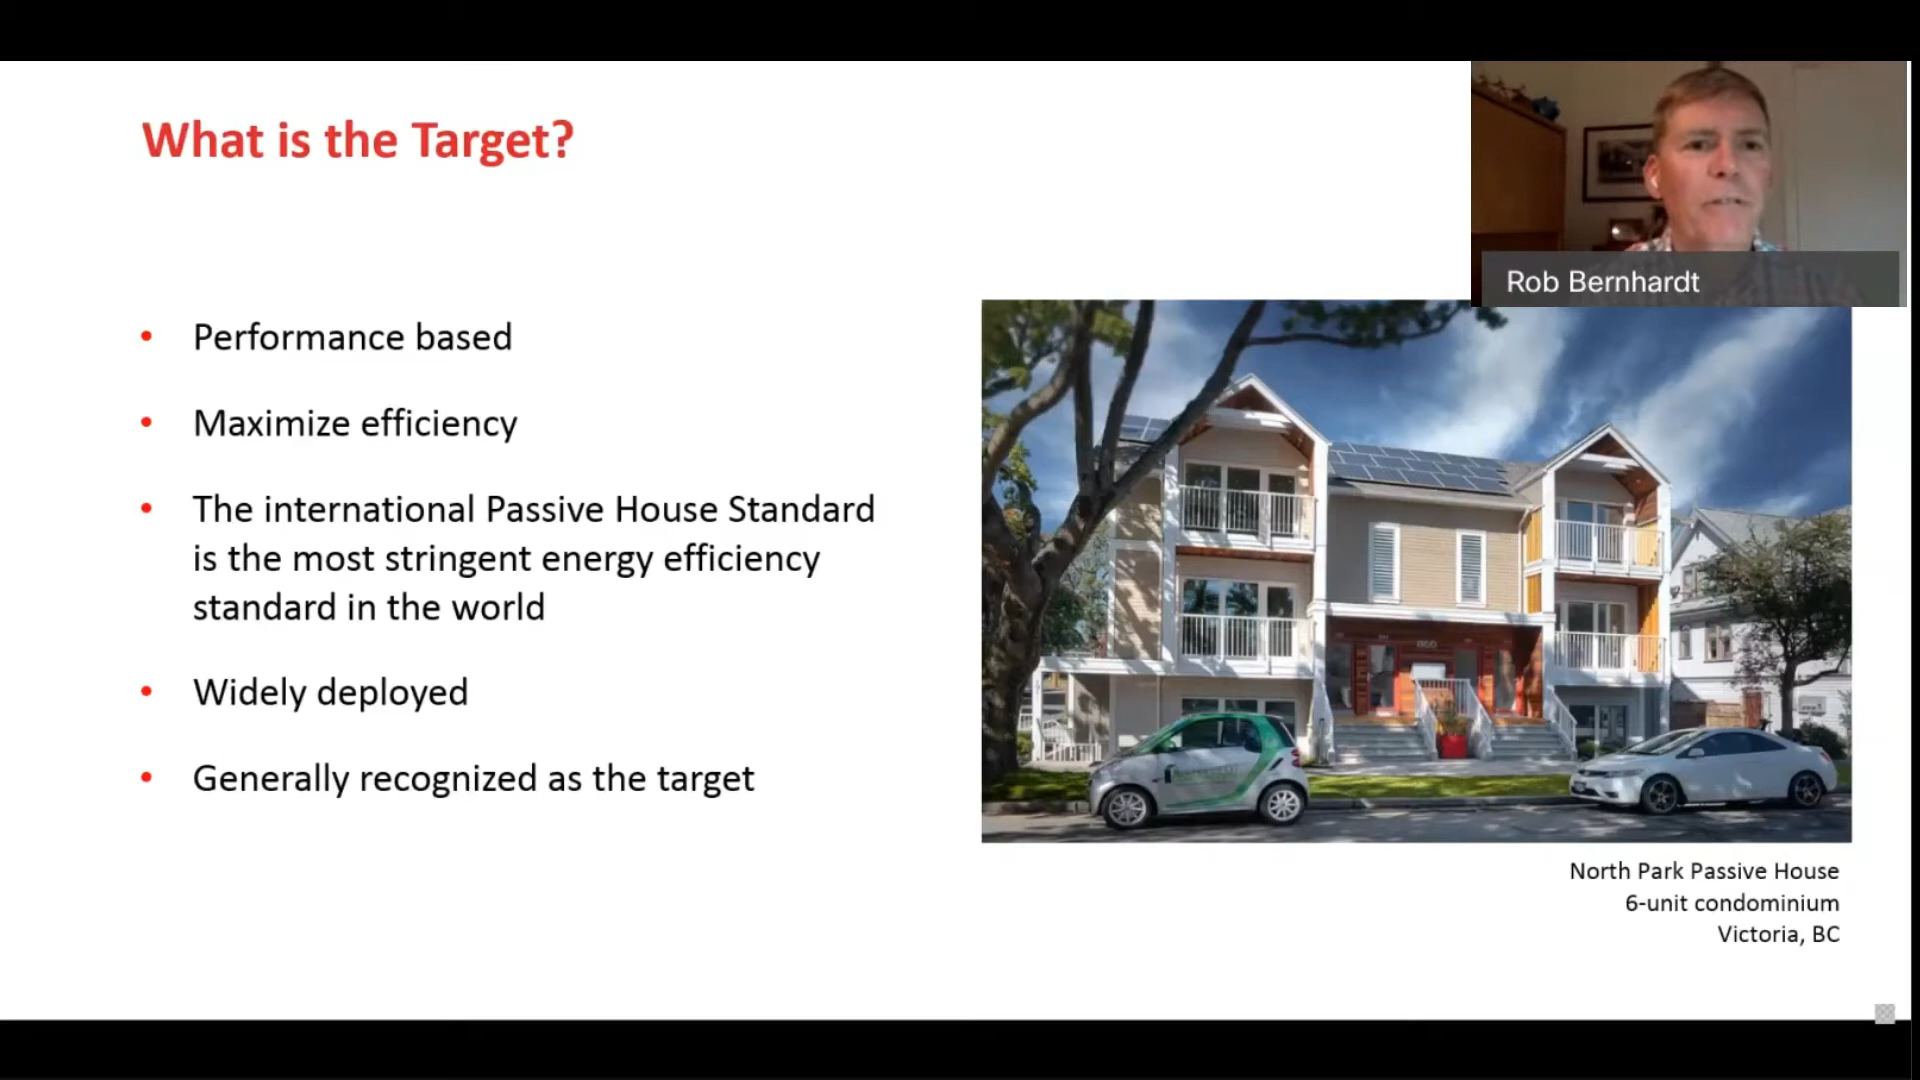 What is the Target?
Rob Bernhardt
• Performance based
• Maximize efficiency
• The international Passive House Standard
is the most stringent energy efficiency
standard in the world
• Widely deployed
• Generally recognized as the target
North Park Passive House
6-unit condominium
Victoria, BC